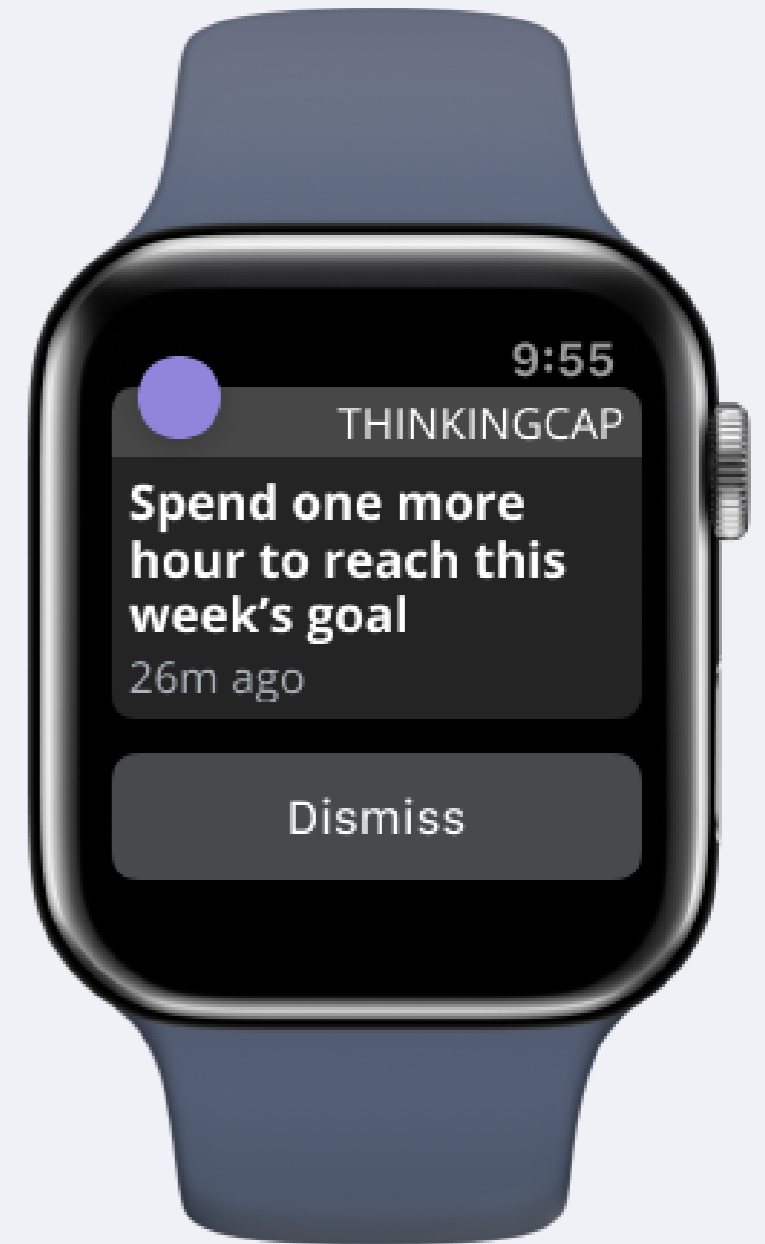 9:55
THINKINGCAP
Spend one more
hour to reach this
week’s goal
26m ago
Dismiss